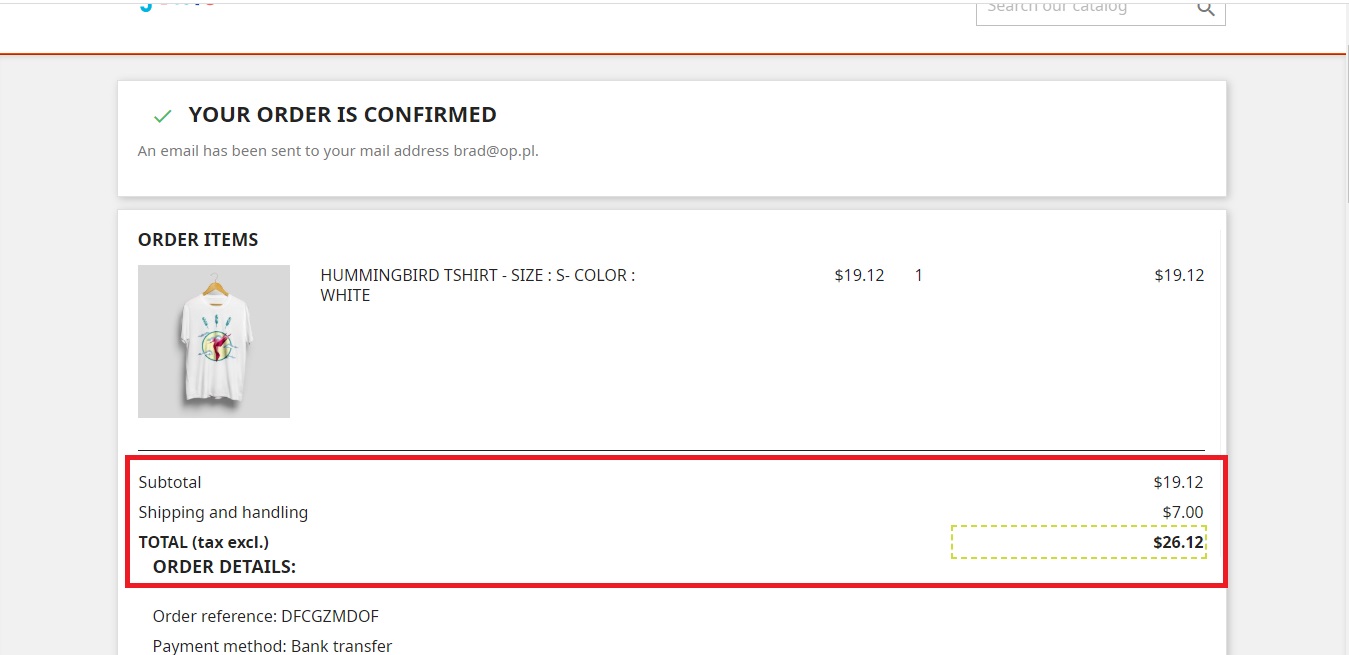 Search our catalog
YOUR ORDER IS CONFIRMED
An email has been sent to your mail address brad@op.pl.
ORDER ITEMS
HUMMINGBIRD TSHIRT - SIZE : S- COLOR : $19.12 1 $19.12
WHITE
Subtotal $19.12
Shipping and handling $7.00
TOTAL (tax excl.) $26.12
ORDER DETAILS:
Order reference: DFCGZMDOF
Payment method: Bank transfer